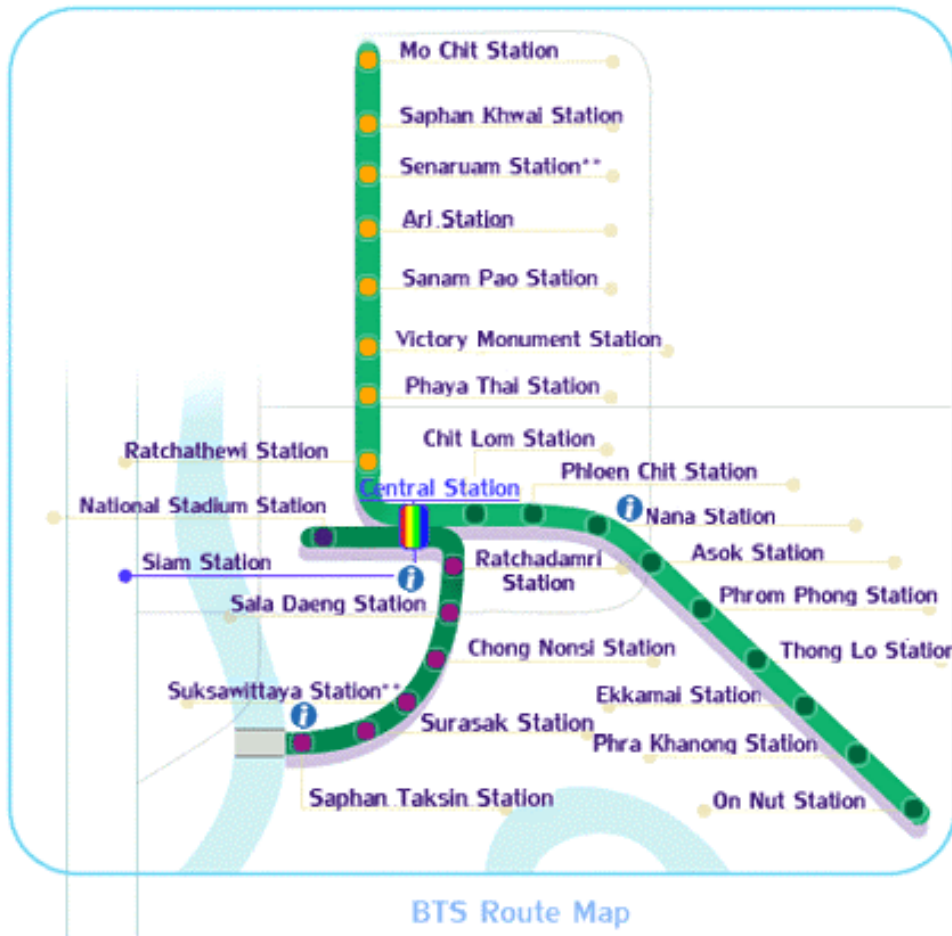 Mo Chit Station
Saphan Khwai Station
Senaruam Station**
Ari Station
Sanam Pao Station
Victory Monument Station
Phaya Thai Station
Chit Lom Station
Ratchathewi Station
Phloen Chit Station
Central Station
National Stadium Station
Nana Station
Siam Station
Asok Station
Ratchadamri
Station
Phrom Phong Station
Sala Daeng Station
Chong Nonsi Station
Thong Lo Station
Suksawittaya Station**
Ekkamai Station
Surasak Station
Phra Khanong Station
Saphan Taksin Station
On Nut Station
BTS Route Map